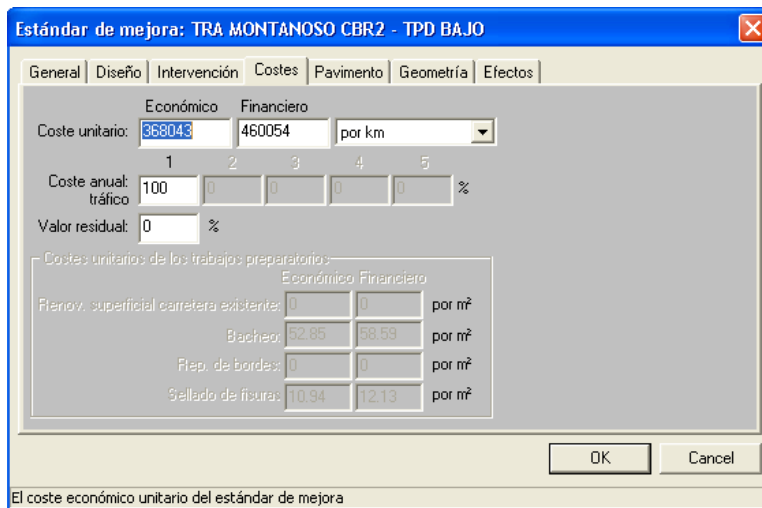 Estándar de mejora: TRA MONTANOSO CBR2 - TPD BAJO
General Diseño Intervención Costes Pavimento Geometría Efectos
Económico Financiero
Coste unitario: 368043 460054 por km
1 2 3 4 5
Coste anual: tráfico 100 0 0 0 0 %
Valor residual: 0 %
Costes unitarios de los trabajos preparatorios
Económico Financiero
Renov. superficial carretera existente: 0 0 por m²
Bacheo: 52.85 58.59 por m²
Rep. de bordes: 0 0 por m²
Sellado de fisura: 10.94 12.13 por m²
OK Cancel
El coste económico unitario del estándar de mejora